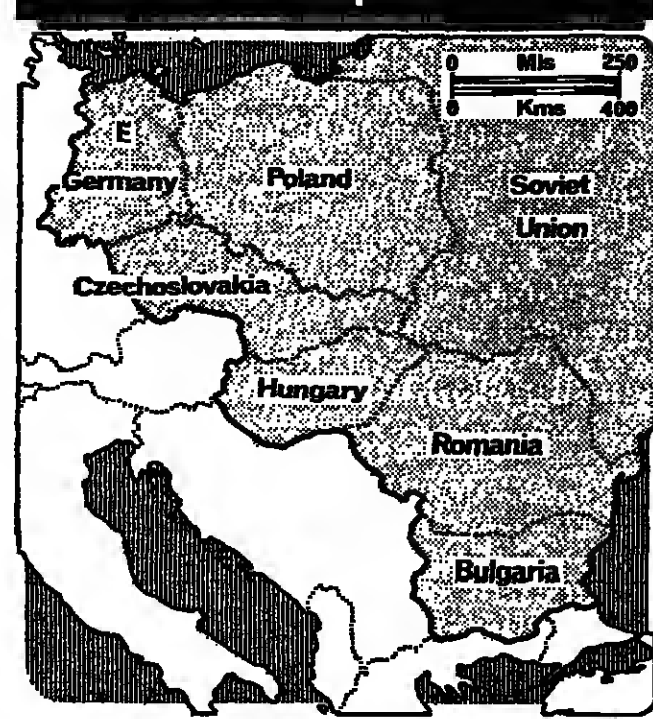 0 Mls 250
0 Kms 400
E
Germany
Poland
Soviet
Union
Czechoslovakia
Hungary
Romania
Bulgaria